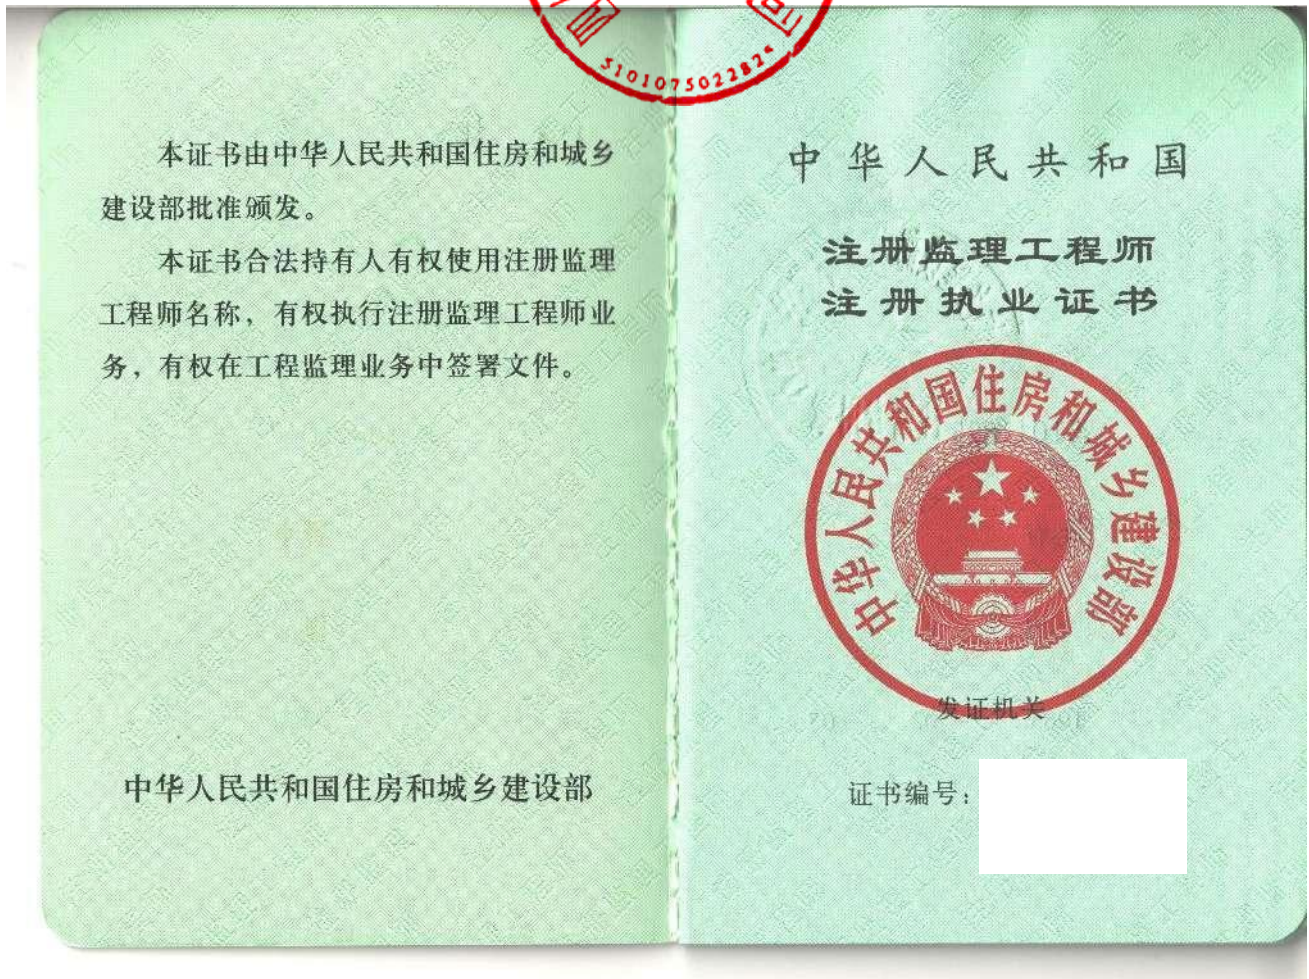 5101075022824
本证书由中华人民共和国住房和城乡
建设部批准颁发。
本证书合法持有人有权使用注册监理
工程师名称，有权执行注册监理工程师业
务，有权在工程监理业务中签署文件。
中华人民共和国住房和城乡建设部
中华人民共和国
注册监理工程师
注册执业证书
中华人民共和国住房和城乡建设部
发证机关
证书编号：